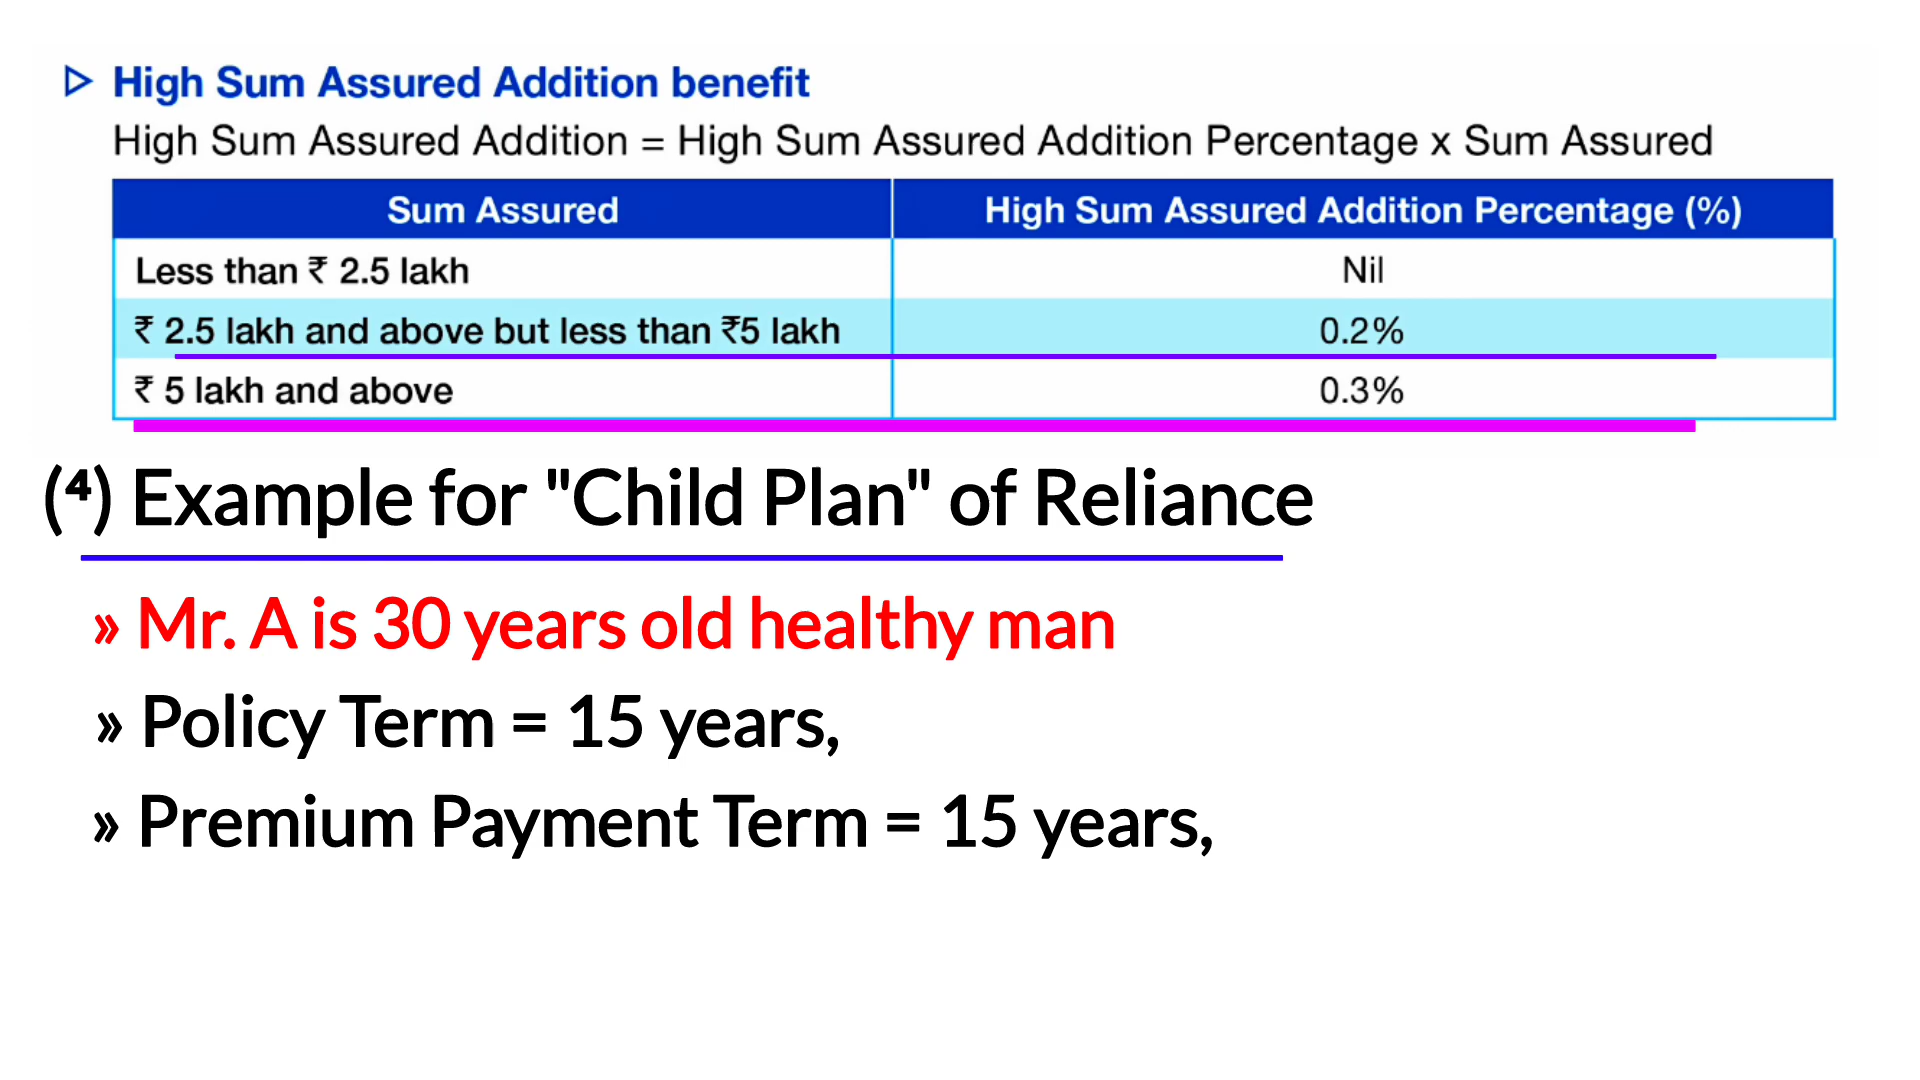 ▷ High Sum Assured Addition benefit
High Sum Assured Addition = High Sum Assured Addition Percentage x Sum Assured
Sum Assured High Sum Assured Addition Percentage (%)
Less than ₹ 2.5 lakh Nil
₹ 2.5 lakh and above but less than ₹5 lakh 0.2%
₹ 5 lakh and above 0.3%
(⁴) Example for "Child Plan" of Reliance
» Mr. A is 30 years old healthy man
» Policy Term = 15 years,
» Premium Payment Term = 15 years,